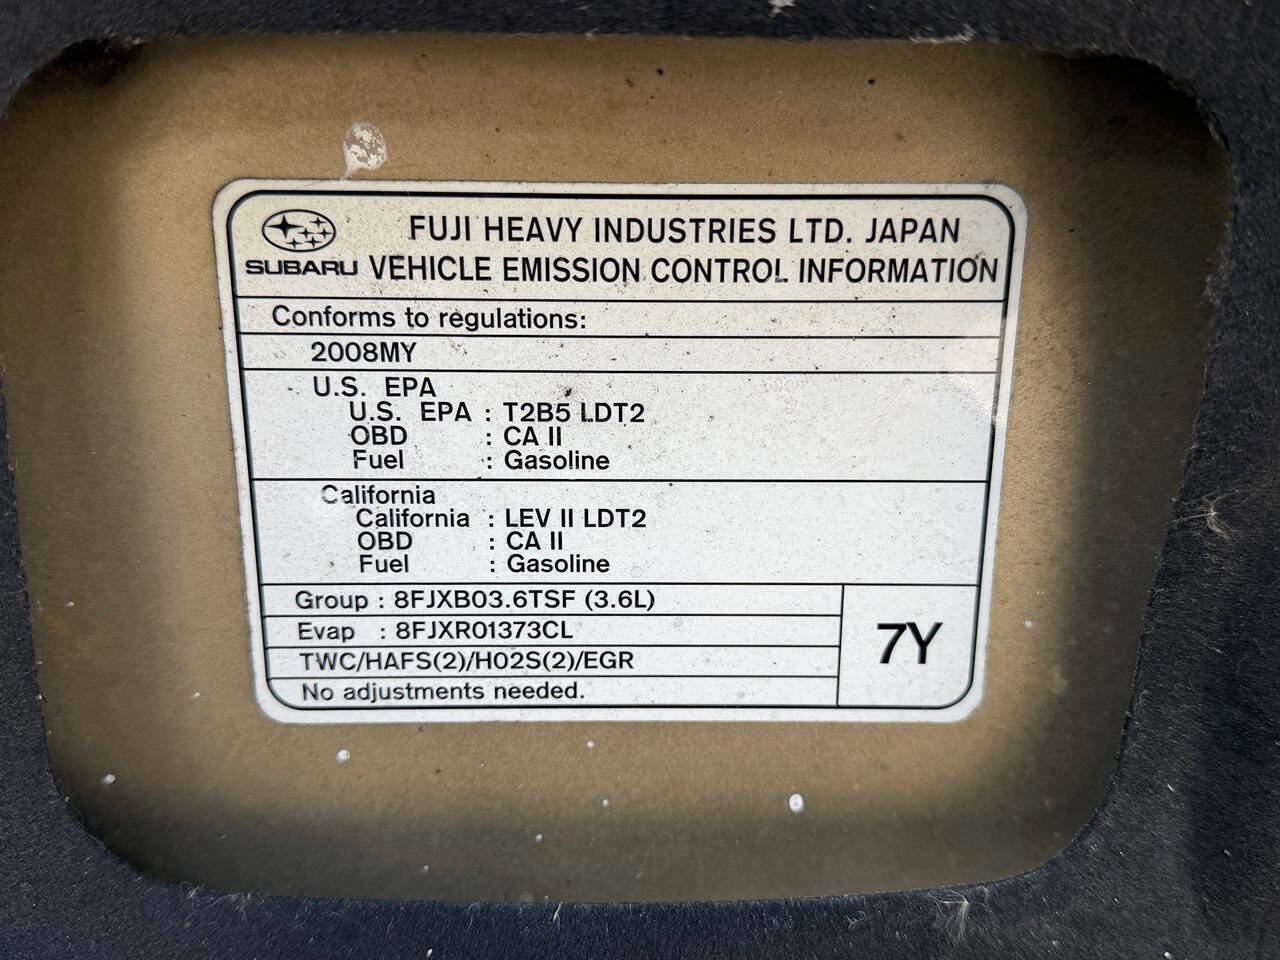 FUJI HEAVY INDUSTRIES LTD. JAPAN
SUBARU VEHICLE EMISSION CONTROL INFORMATION
Conforms to regulations:
2008MY
U.S. EPA
U.S. EPA : T2B5 LDT2
OBD : CA II
Fuel : Gasoline
California
California : LEV II LDT2
OBD : CA II
Fuel : Gasoline
Group : 8FJXB03.6TSF (3.6L)
Evap : 8FJXR01373CL
7Y
TWC/HAFS(2)/HO2S(2)/EGR
No adjustments needed.